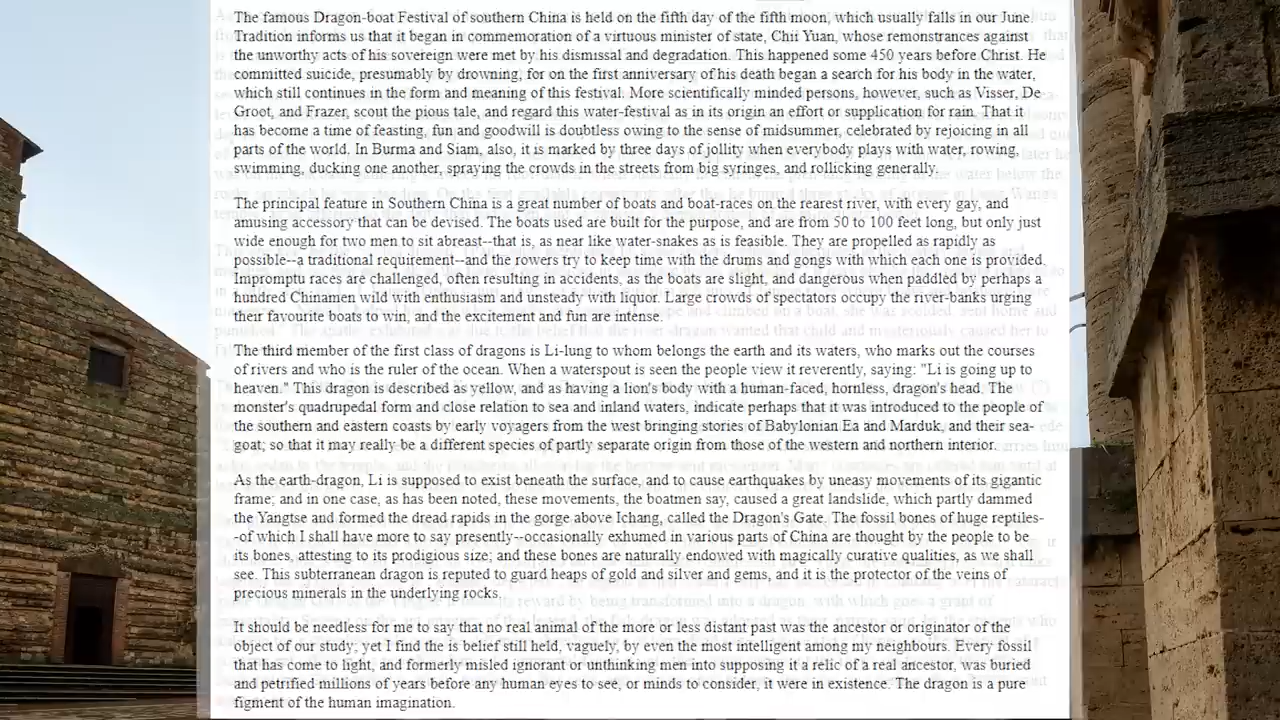 The famous Dragon-boat Festival of southern China is held on the fifth day of the fifth moon, which usually falls in our June.
Tradition informs us that it began in commemoration of a virtuous minister of state, Chii Yuan, whose remonstrances against
the unworthy acts of his sovereign were met by his dismissal and degradation. This happened some 450 years before Christ. He
committed suicide, presumably by drowning, for on the first anniversary of his death began a search for his body in the water,
which still continues in the form and meaning of this festival. More scientifically minded persons, however, such as Visser, De
Groot, and Frazer, scout the pious tale, and regard this water-festival as in its origin an effort or supplication for rain. That it
has become a time of feasting, fun and goodwill is doubtless owing to the sense of midsummer, celebrated by rejoicing in all
parts of the world. In Burma and Siam, also, it is marked by three days of jollity when everybody plays with water, rowing,
swimming, ducking one another, spraying the crowds in the streets from big syringes, and rollicking generally.
The principal feature in Southern China is a great number of boats and boat-races on the rearest river, with every gay, and
amusing accessory that can be devised. The boats used are built for the purpose, and are from 50 to 100 feet long, but only just
wide enough for two men to sit abreast--that is, as near like water-snakes as is feasible. They are propelled as rapidly as
possible--a traditional requirement--and the rowers try to keep time with the drums and gongs with which each one is provided.
Impromptu races are challenged, often resulting in accidents, as the boats are slight, and dangerous when paddled by perhaps a
hundred Chinamen wild with enthusiasm and unsteady with liquor. Large crowds of spectators occupy the river-banks urging
their favourite boats to win, and the excitement and fun are intense.
The third member of the first class of dragons is Li-lung to whom belongs the earth and its waters, who marks out the courses
of rivers and who is the ruler of the ocean. When a waterspout is seen the people view it reverently, saying: "Li is going up to
heaven." This dragon is described as yellow, and as having a lion's body with a human-faced, hornless, dragon's head. The
monster's quadrupedal form and close relation to sea and inland waters, indicate perhaps that it was introduced to the people of
the southern and eastern coasts by early voyagers from the west bringing stories of Babylonian Ea and Marduk, and their sea-
goat; so that it may really be a different species of partly separate origin from those of the western and northern interior.
As the earth-dragon, Li is supposed to exist beneath the surface, and to cause earthquakes by uneasy movements of its gigantic
frame; and in one case, as has been noted, these movements, the boatmen say, caused a great landslide, which partly dammed
the Yangtse and formed the dread rapids in the gorge above Ichang, called the Dragon's Gate. The fossil bones of huge reptiles-
-of which I shall have more to say presently--occasionally exhumed in various parts of China are thought by the people to be
its bones, attesting to its prodigious size; and these bones are naturally endowed with magically curative qualities, as we shall
see. This subterranean dragon is reputed to guard heaps of gold and silver and gems, and it is the protector of the veins of
precious minerals in the underlying rocks.
It should be needless for me to say that no real animal of the more or less distant past was the ancestor or originator of the
object of our study; yet I find the is belief still held, vaguely, by even the most intelligent among my neighbours. Every fossil
that has come to light, and formerly misled ignorant or unthinking men into supposing it a relic of a real ancestor, was buried
and petrified millions of years before any human eyes to see, or minds to consider, it were in existence. The dragon is a pure
figment of the human imagination.